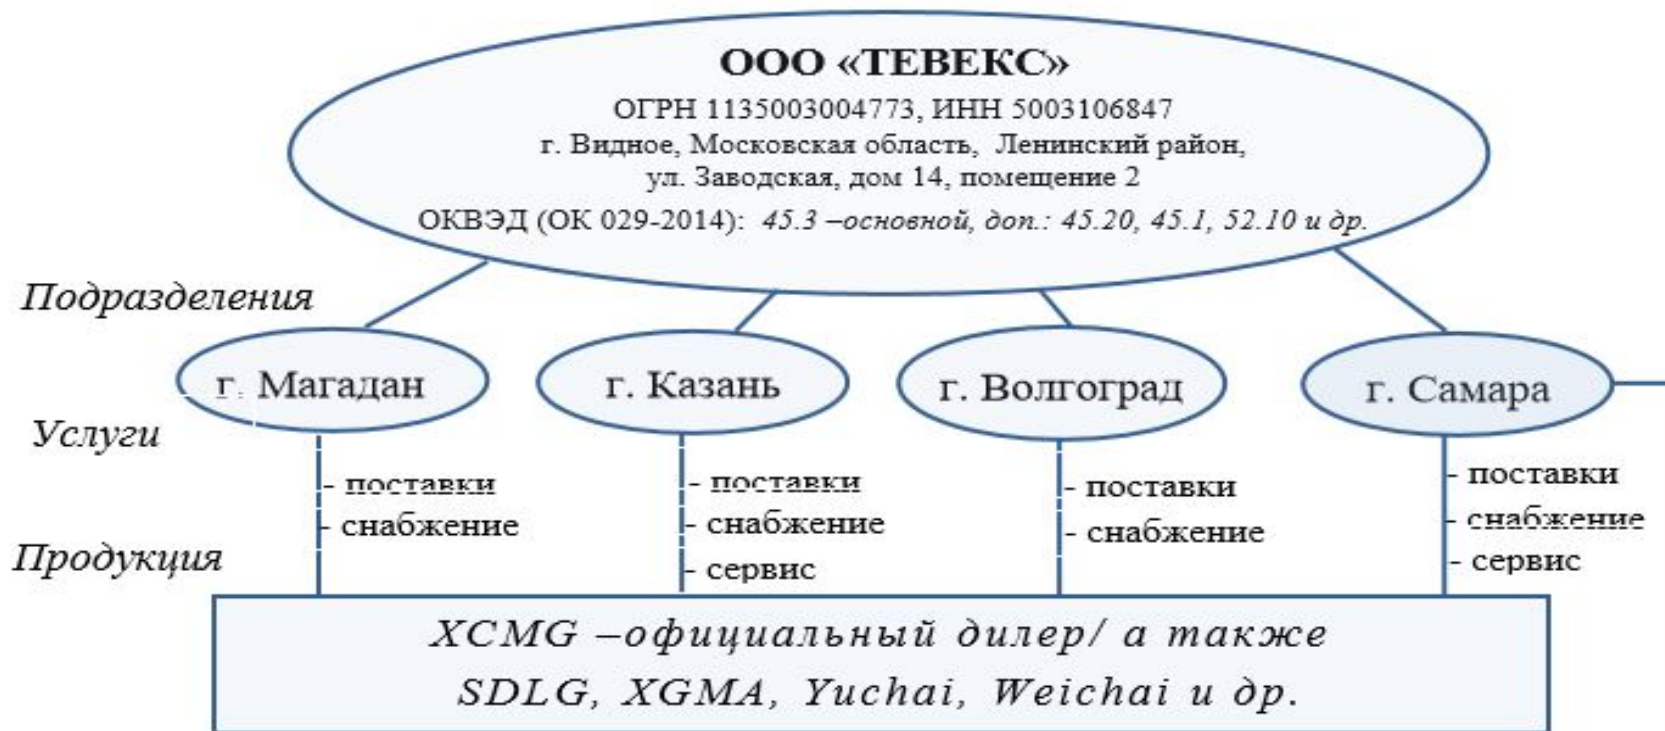 ООО «ТЕВЕКС»
ОГРН 1135003004773, ИНН 5003106847
г. Видное, Московская область, Ленинский район,
ул. Заводская, дом 14, помещение 2
ОКВЭД (ОК 029-2014): 45.3 –основной, доп.: 45.20, 45.1, 52.10 и др.
Подразделения
г. Магадан
г. Казань
г. Волгоград
г. Самара
Услуги
- поставки
- снабжение
- поставки
- снабжение
- сервис
- поставки
- снабжение
- поставки
- снабжение
- сервис
Продукция
XCMG –официальный дилер/ а также
SDLG, XGMA, Yuchai, Weichai и др.